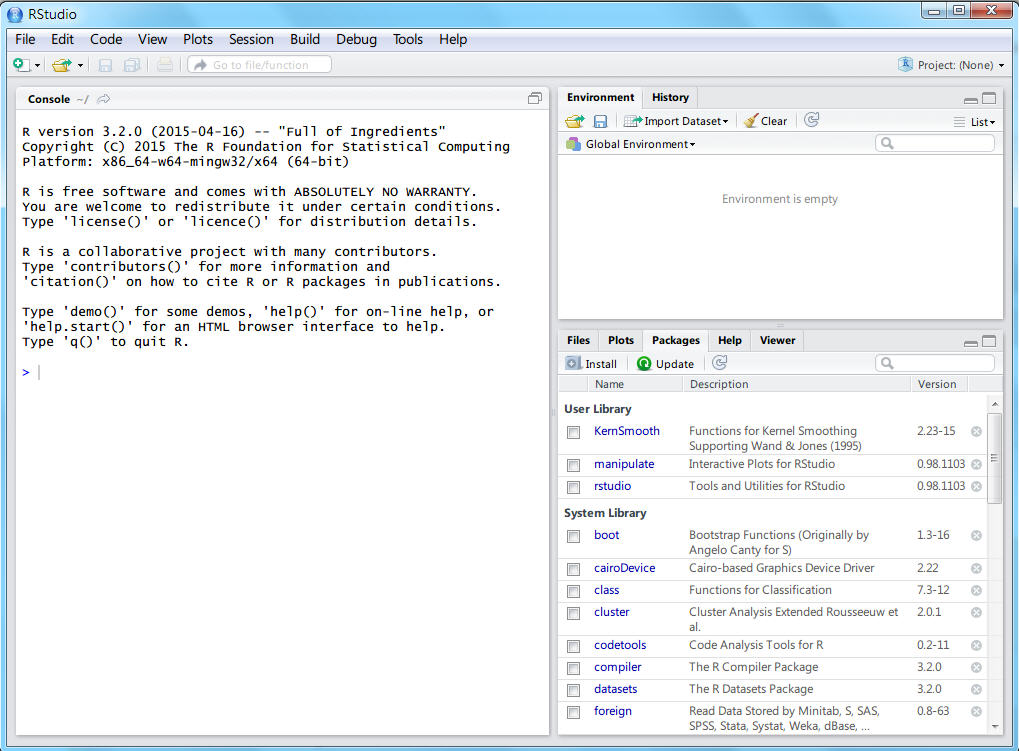 RStudio
File Edit Code View Plots Session Build Debug Tools Help
Go to file/function
Project: (None)
Console ~/
R version 3.2.0 (2015-04-16) -- "Full of Ingredients"
Copyright (C) 2015 The R Foundation for Statistical Computing
Platform: x86_64-w64-mingw32/x64 (64-bit)
R is free software and comes with ABSOLUTELY NO WARRANTY.
You are welcome to redistribute it under certain conditions.
Type 'license()' or 'licence()' for distribution details.
R is a collaborative project with many contributors.
Type 'contributors()' for more information and
'citation()' on how to cite R or R packages in publications.
Type 'demo()' for some demos, 'help()' for on-line help, or
'help.start()' for an HTML browser interface to help.
Type 'q()' to quit R.
>
Environment History
Import Dataset Clear List
Global Environment
Environment is empty
Files Plots Packages Help Viewer
Install Update
Name Description Version
User Library
KernSmooth Functions for Kernel Smoothing 2.23-15
Supporting Wand & Jones (1995)
manipulate Interactive Plots for RStudio 0.98.1103
rstudio Tools and Utilities for RStudio 0.98.1103
System Library
boot Bootstrap Functions (Originally by 1.3-16
Angelo Canty for S)
cairoDevice Cairo-based Graphics Device Driver 2.22
class Functions for Classification 7.3-12
cluster Cluster Analysis Extended Rousseeuw et 2.0.1
al.
codetools Code Analysis Tools for R 0.2-11
compiler The R Compiler Package 3.2.0
datasets The R Datasets Package 3.2.0
foreign Read Data Stored by Minitab, S, SAS, 0.8-63
SPSS, Stata, Systat, Weka, dBase, ...